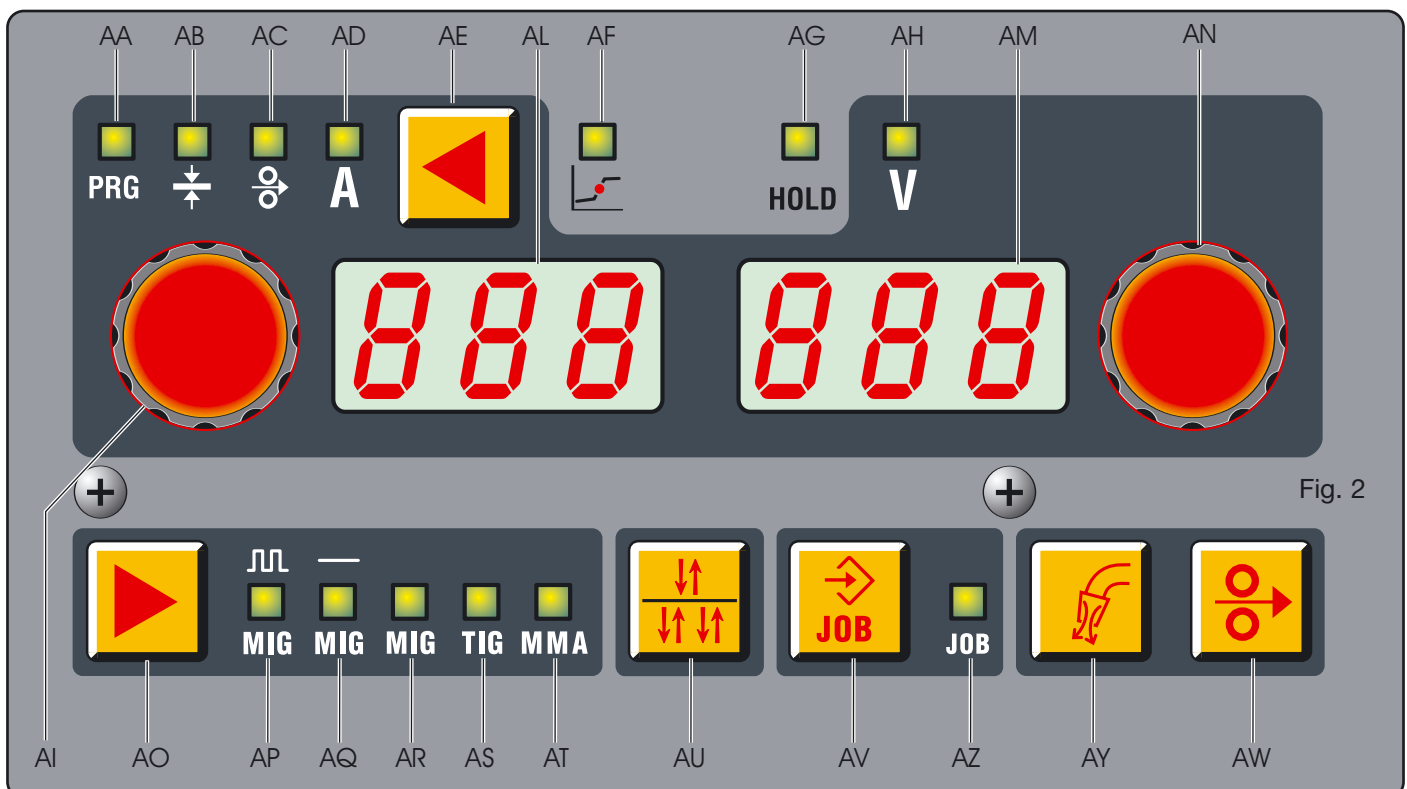 AA AB AC AD AE AL AF AG AH AM AN
PRG A HOLD V
888 888
Fig. 2
JOB
MIG MIG MIG TIG MMA JOB
AI AO AP AQ AR AS AT AU AV AZ AY AW